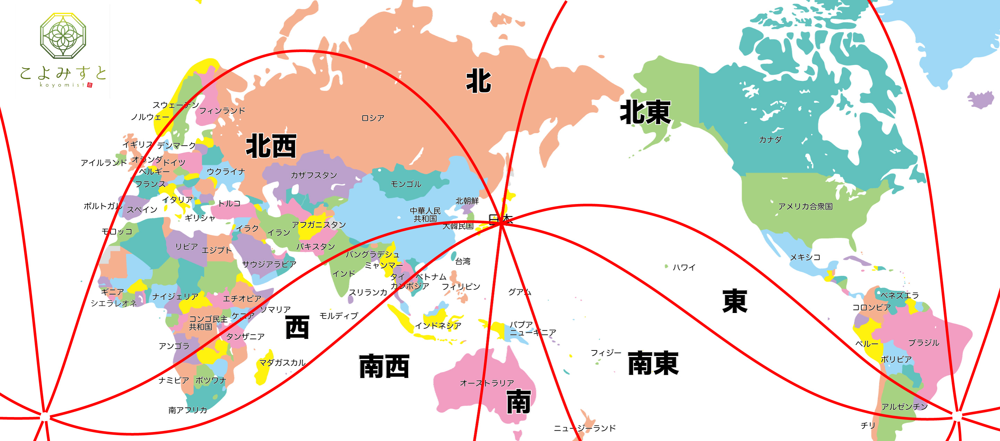 こよみすと
koyomist
北
北東
北西
ロシア
スウェーデン
フィンランド
ノルウェー
カナダ
イギリス
デンマーク
アイルランド
オランダ
ドイツ
ベルギー
ウクライナ
カザフスタン
フランス
モンゴル
イタリア
トルコ
北朝鮮
ポルトガル
スペイン
アメリカ合衆国
中華人民
共和国
ギリシャ
日本
大韓民国
アフガニスタン
モロッコ
イラク
イラン
リビア
エジプト
パキスタン
バングラデシュ
メキシコ
台湾
サウジアラビア
ミャンマー
ハワイ
インド
タイ
ベトナム
カンボジア
フィリピン
ギニア
スリランカ
グアム
ナイジェリア
エチオピア
ベネズエラ
シエラレオネ
東
ソマリア
コロンビア
ケニア
モルディブ
コンゴ民主
共和国
西
インドネシア
パプア
ニューギニア
タンザニア
アンゴラ
ペルー
ブラジル
フィジー
南東
マダガスカル
南西
ボリビア
ナミビア
ボツワナ
オーストラリア
南
南アフリカ
アルゼンチン
チリ
ニュージーランド